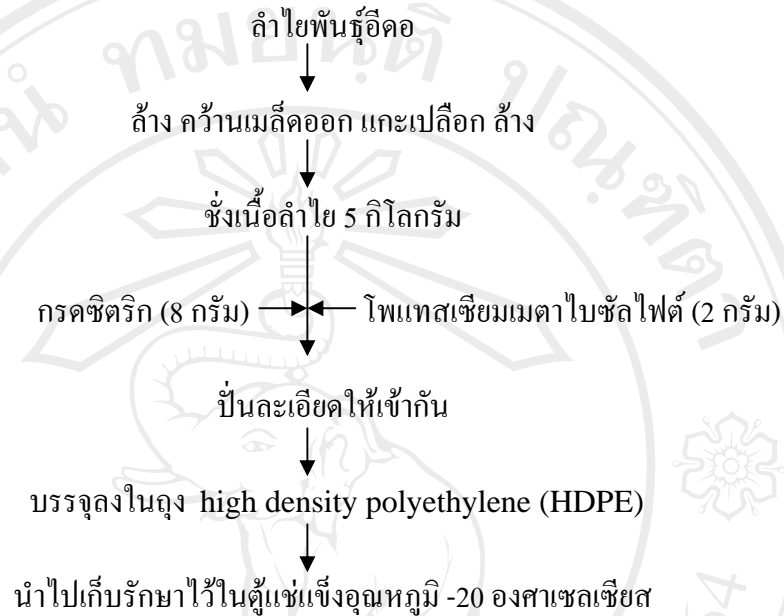 ลำไยพันธุ์อีดอ
ล้าง คว้านเมล็ดออก แกะเปลือก ล้าง
ชั่งเนื้อลำไย 5 กิโลกรัม
กรดซิตริก (8 กรัม) โพแทสเซียมเมตาไบซัลไฟต์ (2 กรัม)
ปั่นละเอียดให้เข้ากัน
บรรจุลงในถุง high density polyethylene (HDPE)
นำไปเก็บรักษาไว้ในตู้แช่แข็งอุณหภูมิ -20 องศาเซลเซียส